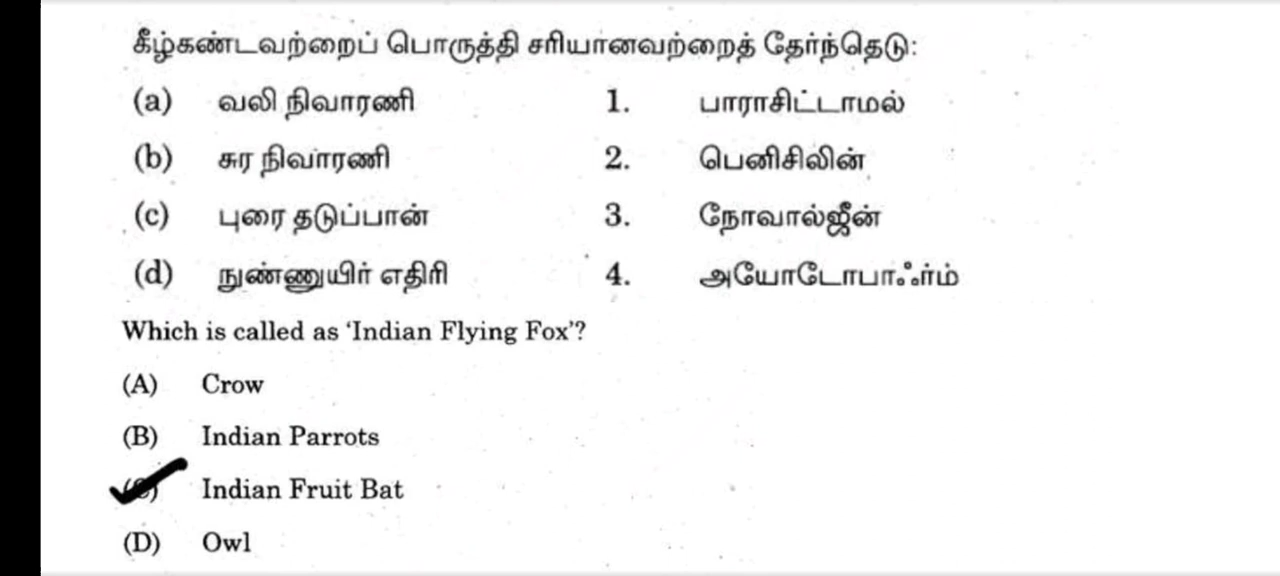 கீழ்கண்டவற்றைப் பொருத்தி சரியானவற்றைத் தேர்ந்தெடு:
(a) வலி நிவாரணி 1. பாராசிட்டாமல்
(b) சுர நிவாரணி 2. பெனிசிலின்
(c) புரை தடுப்பான் 3. நோவால்ஜீன்
(d) நுண்ணுயிர் எதிரி 4. அயோடோபாஃர்ம்
Which is called as ‘Indian Flying Fox’?
(A) Crow
(B) Indian Parrots
(C) Indian Fruit Bat
(D) Owl